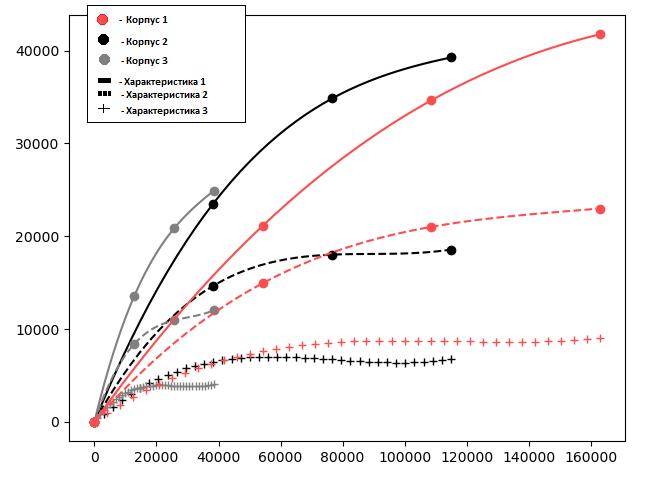 - Корпус 1
- Корпус 2
- Корпус 3
- Характеристика 1
- Характеристика 2
- Характеристика 3
40000
30000
20000
10000
0
0 20000 40000 60000 80000 100000 120000 140000 160000